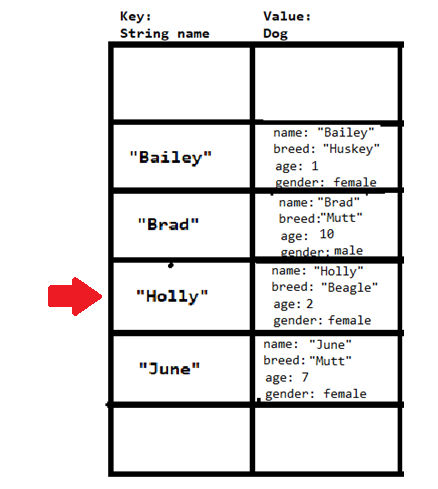 Key: Value:
String name Dog
"Bailey"
name: "Bailey"
breed: "Huskey"
age: 1
gender: female
"Brad"
name: "Brad"
breed: "Mutt"
age: 10
gender: male
"Holly"
name: "Holly"
breed: "Beagle"
age: 2
gender: female
"June"
name: "June"
breed: "Mutt"
age: 7
gender: female